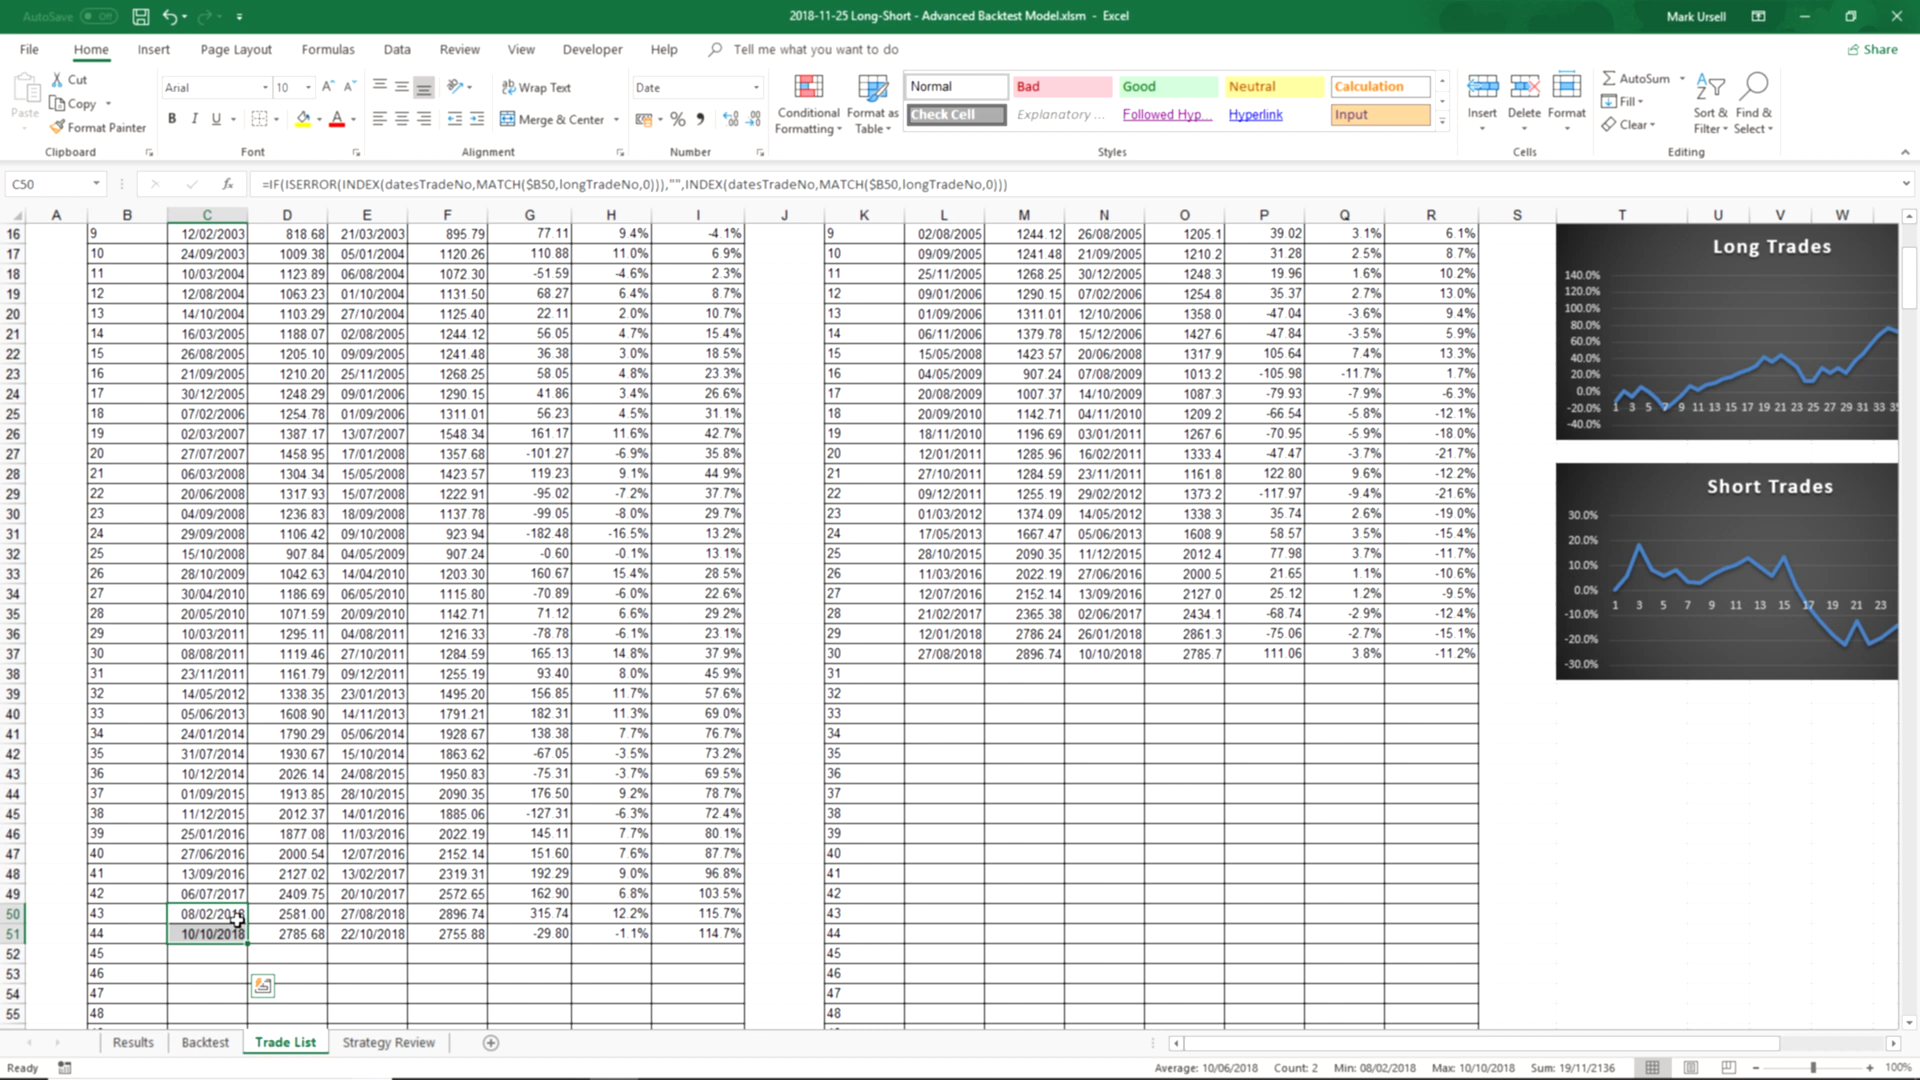 AutoSave Off
2018-11-25 Long-Short - Advanced Backtest Model.xlsm - Excel
Mark Ursell
File Home Insert Draw Page Layout Formulas Data Review View Developer Help Tell me what you want to do Share
Cut
Copy
Format Painter
Paste
Clipboard
Arial 10
B I U
Font
Wrap Text
Merge & Center
Alignment
Date
Number
Conditional Formatting
Format as Table
Normal Bad Good Neutral Calculation
Check Cell Explanatory ... Followed Hyp... Hyperlink Input
Styles
Insert Delete Format
Cells
AutoSum
Fill
Clear
Sort & Filter
Find & Select
Editing
C50 fx =IF(ISERROR(INDEX(datesTradeNo,MATCH($B50,longTradeNo,0))),"",INDEX(datesTradeNo,MATCH($B50,longTradeNo,0)))
A B C D E F G H I J K L M N O P Q R S T U V W
16 9 12/02/2003 818.68 21/03/2003 895.79 77.11 9.4% -4.1% 9 02/08/2005 1244.12 26/08/2005 1205.1 39.02 3.1% 6.1%
17 10 24/09/2003 1009.38 05/01/2004 1120.26 110.88 11.0% 6.9% 10 09/09/2005 1241.48 21/09/2005 1210.2 31.28 2.5% 8.7%
18 11 10/03/2004 1123.89 06/08/2004 1072.30 -51.59 -4.6% 2.3% 11 25/11/2005 1268.25 30/12/2005 1248.3 19.96 1.6% 10.2%
19 12 12/08/2004 1063.23 01/10/2004 1131.50 68.27 6.4% 8.7% 12 09/01/2006 1290.15 07/02/2006 1254.8 35.37 2.7% 13.0%
20 13 14/10/2004 1103.29 27/10/2004 1125.40 22.11 2.0% 10.7% 13 01/09/2006 1311.01 12/10/2006 1358.0 -47.04 -3.6% 9.4%
21 14 16/03/2005 1188.07 02/08/2005 1244.12 56.05 4.7% 15.4% 14 06/11/2006 1379.78 15/12/2006 1427.6 -47.84 -3.5% 5.9%
22 15 26/08/2005 1205.10 09/09/2005 1241.48 36.38 3.0% 18.5% 15 15/05/2008 1423.57 20/06/2008 1317.9 105.64 7.4% 13.3%
23 16 21/09/2005 1210.20 25/11/2005 1268.25 58.05 4.8% 23.3% 16 04/05/2009 907.24 07/08/2009 1013.2 -105.98 -11.7% 1.7%
24 17 30/12/2005 1248.29 09/01/2006 1290.15 41.86 3.4% 26.6% 17 20/08/2009 1007.37 14/10/2009 1087.3 -79.93 -7.9% -6.3%
25 18 07/02/2006 1254.78 01/09/2006 1311.01 56.23 4.5% 31.1% 18 20/09/2010 1142.71 04/11/2010 1209.2 -66.54 -5.8% -12.1%
26 19 02/03/2007 1387.17 13/07/2007 1548.34 161.17 11.6% 42.7% 19 18/11/2010 1196.69 03/01/2011 1267.6 -70.95 -5.9% -18.0%
27 20 27/07/2007 1458.95 17/01/2008 1357.68 -101.27 -6.9% 35.8% 20 12/01/2011 1285.96 16/02/2011 1333.4 -47.47 -3.7% -21.7%
28 21 06/03/2008 1304.34 15/05/2008 1423.57 119.23 9.1% 44.9% 21 27/10/2011 1284.59 23/11/2011 1161.8 122.80 9.6% -12.2%
29 22 20/06/2008 1317.93 15/07/2008 1222.91 -95.02 -7.2% 37.7% 22 09/12/2011 1255.19 29/02/2012 1373.2 -117.97 -9.4% -21.6%
30 23 04/09/2008 1236.83 18/09/2008 1137.78 -99.05 -8.0% 29.7% 23 01/03/2012 1374.09 14/05/2012 1338.3 35.74 2.6% -19.0%
31 24 29/09/2008 1106.42 09/10/2008 923.94 -182.48 -16.5% 13.2% 24 17/05/2013 1667.47 05/06/2013 1608.9 58.57 3.5% -15.4%
32 25 15/10/2008 907.84 04/05/2009 907.24 -0.60 -0.1% 13.1% 25 28/10/2015 2090.35 11/12/2015 2012.4 77.98 3.7% -11.7%
33 26 28/10/2009 1042.63 14/04/2010 1203.30 160.67 15.4% 28.5% 26 11/03/2016 2022.19 27/06/2016 2000.5 21.65 1.1% -10.6%
34 27 30/04/2010 1186.69 06/05/2010 1115.80 -70.89 -6.0% 22.6% 27 12/07/2016 2152.14 13/09/2016 2127.0 25.12 1.2% -9.5%
35 28 20/05/2010 1071.59 20/09/2010 1142.71 71.12 6.6% 29.2% 28 21/02/2017 2365.38 02/06/2017 2434.1 -68.74 -2.9% -12.4%
36 29 10/03/2011 1295.11 04/08/2011 1216.33 -78.78 -6.1% 23.1% 29 12/01/2018 2786.24 26/01/2018 2861.3 -75.06 -2.7% -15.1%
37 30 08/08/2011 1119.46 27/10/2011 1284.59 165.13 14.8% 37.9% 30 27/08/2018 2896.74 10/10/2018 2785.7 111.06 3.8% -11.2%
38 31 23/11/2011 1161.79 09/12/2011 1255.19 93.40 8.0% 45.9% 31
39 32 14/05/2012 1338.35 23/01/2013 1495.20 156.85 11.7% 57.6% 32
40 33 05/06/2013 1608.90 14/11/2013 1791.21 182.31 11.3% 69.0% 33
41 34 24/01/2014 1790.29 05/06/2014 1928.67 138.38 7.7% 76.7% 34
42 35 31/07/2014 1930.67 15/10/2014 1863.62 -67.05 -3.5% 73.2% 35
43 36 10/12/2014 2026.14 24/08/2015 1950.83 -75.31 -3.7% 69.5% 36
44 37 01/09/2015 1913.85 28/10/2015 2090.35 176.50 9.2% 78.7% 37
45 38 11/12/2015 2012.37 14/01/2016 1885.06 -127.31 -6.3% 72.4% 38
46 39 25/01/2016 1877.08 11/03/2016 2022.19 145.11 7.7% 80.1% 39
47 40 27/06/2016 2000.54 12/07/2016 2152.14 151.60 7.6% 87.7% 40
48 41 13/09/2016 2127.02 13/02/2017 2319.31 192.29 9.0% 96.8% 41
49 42 06/07/2017 2409.75 20/10/2017 2572.65 162.90 6.8% 103.5% 42
50 43 08/02/2018 2581.00 27/08/2018 2896.74 315.74 12.2% 115.7% 43
51 44 10/10/2018 2785.68 22/10/2018 2755.88 -29.80 -1.1% 114.7% 44
52 45 45
53 46 46
54 47 47
55 48 48
Long Trades
140.0%
120.0%
100.0%
80.0%
60.0%
40.0%
20.0%
0.0%
-20.0% 1 3 5 7 9 11 13 15 17 19 21 23 25 27 29 31 33 35
-40.0%
Short Trades
30.0%
20.0%
10.0%
0.0%
1 3 5 7 9 11 13 15 17 19 21 23
-10.0%
-20.0%
-30.0%
Results Backtest Trade List Strategy Review
Ready Average: 10/06/2018 Count: 2 Min: 08/02/2018 Max: 10/10/2018 Sum: 19/11/2136 100%